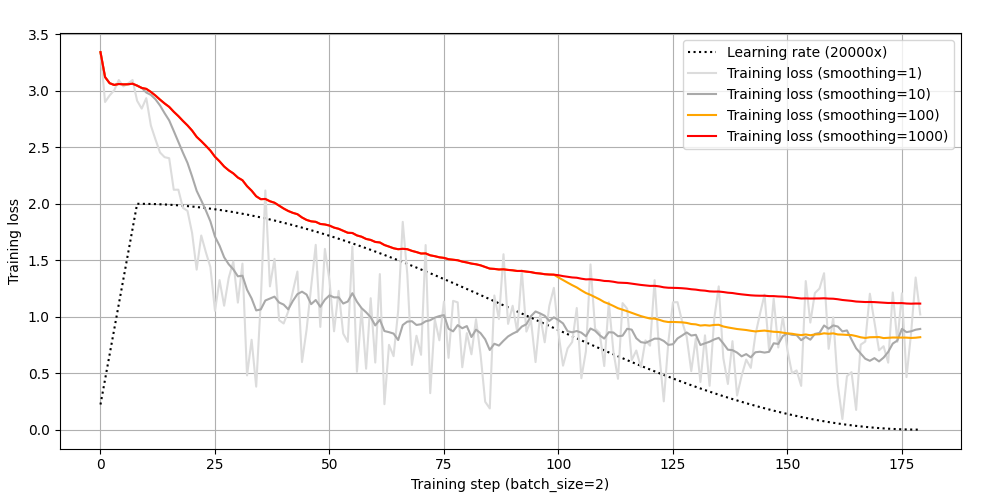 3.5
3.0
2.5
2.0
1.5
1.0
0.5
0.0
Training loss
Learning rate (20000x)
Training loss (smoothing=1)
Training loss (smoothing=10)
Training loss (smoothing=100)
Training loss (smoothing=1000)
0 25 50 75 100 125 150 175
Training step (batch_size=2)